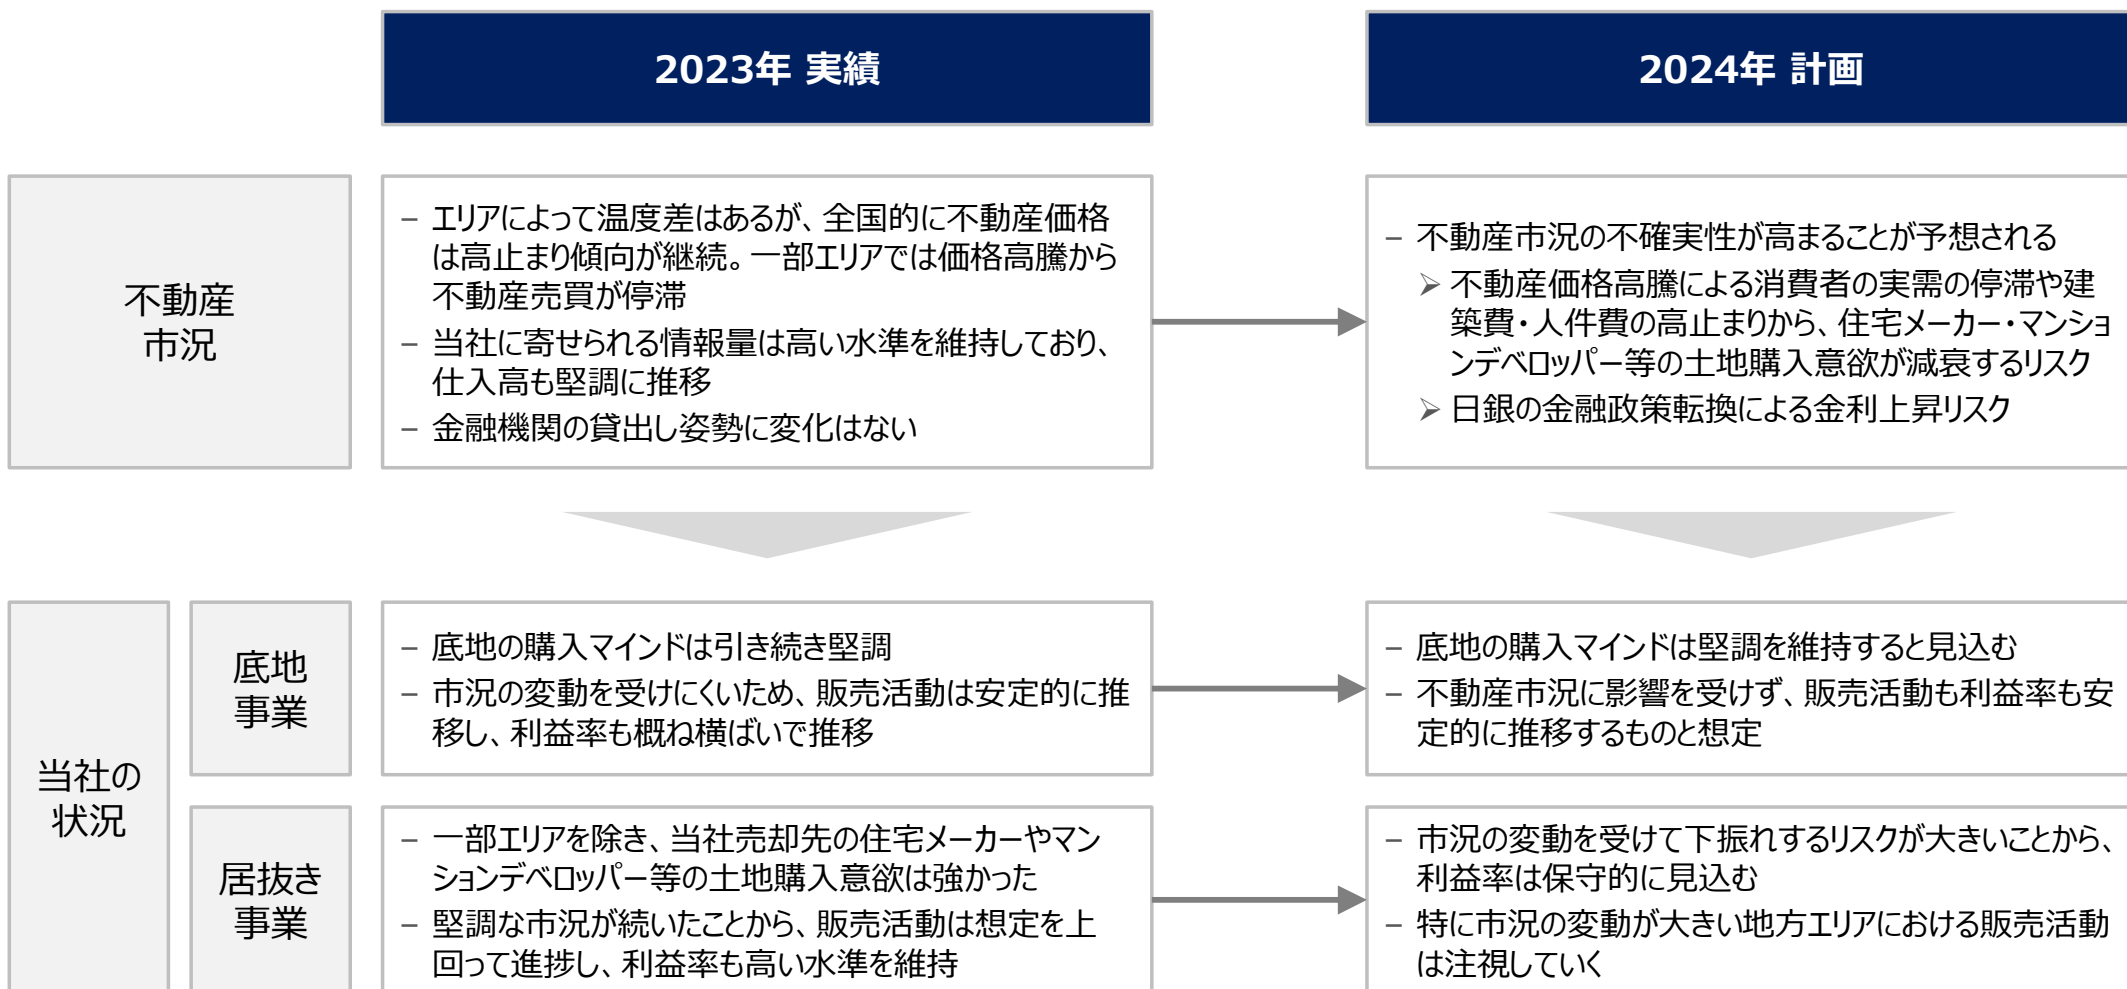 2023年 実績
2024年 計画
不動産
市況
– エリアによって温度差はあるが、全国的に不動産価格
は高止まり傾向が継続。一部エリアでは価格高騰から
不動産売買が停滞
– 当社に寄せられる情報量は高い水準を維持しており、
仕入高も堅調に推移
– 金融機関の貸出し姿勢に変化はない
– 不動産市況の不確実性が高まることが予想される
➢ 不動産価格高騰による消費者の実需の停滞や建
築費・人件費の高止まりから、住宅メーカー・マンショ
ンデベロッパー等の土地購入意欲が減衰するリスク
➢ 日銀の金融政策転換による金利上昇リスク
当社の
状況
底地
事業
– 底地の購入マインドは引き続き堅調
– 市況の変動を受けにくいため、販売活動は安定的に推
移し、利益率も概ね横ばいで推移
– 底地の購入マインドは堅調を維持すると見込む
– 不動産市況に影響を受けず、販売活動も利益率も安
定的に推移するものと想定
居抜き
事業
– 一部エリアを除き、当社売却先の住宅メーカーやマン
ションデベロッパー等の土地購入意欲は強かった
– 堅調な市況が続いたことから、販売活動は想定を上
回って進捗し、利益率も高い水準を維持
– 市況の変動を受けて下振れするリスクが大きいことから、
利益率は保守的に見込む
– 特に市況の変動が大きい地方エリアにおける販売活動
は注視していく